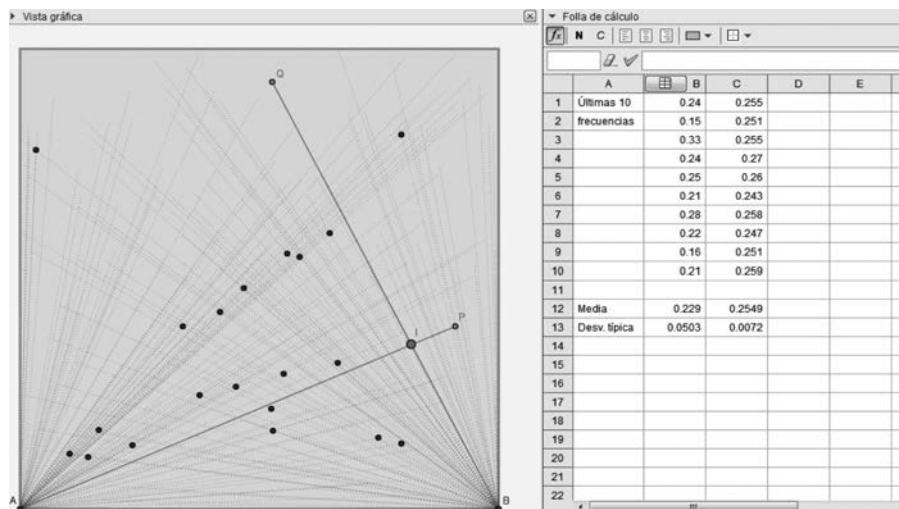 Vista gráfica
Q
I
P
A
B
Folla de cálculo
fx N C
A B C D E
1 Últimas 10 0.24 0.255
2 frecuencias 0.15 0.251
3 0.33 0.255
4 0.24 0.27
5 0.25 0.26
6 0.21 0.243
7 0.28 0.258
8 0.22 0.247
9 0.16 0.251
10 0.21 0.259
11
12 Media 0.229 0.2549
13 Desv. típica 0.0503 0.0072
14
15
16
17
18
19
20
21
22